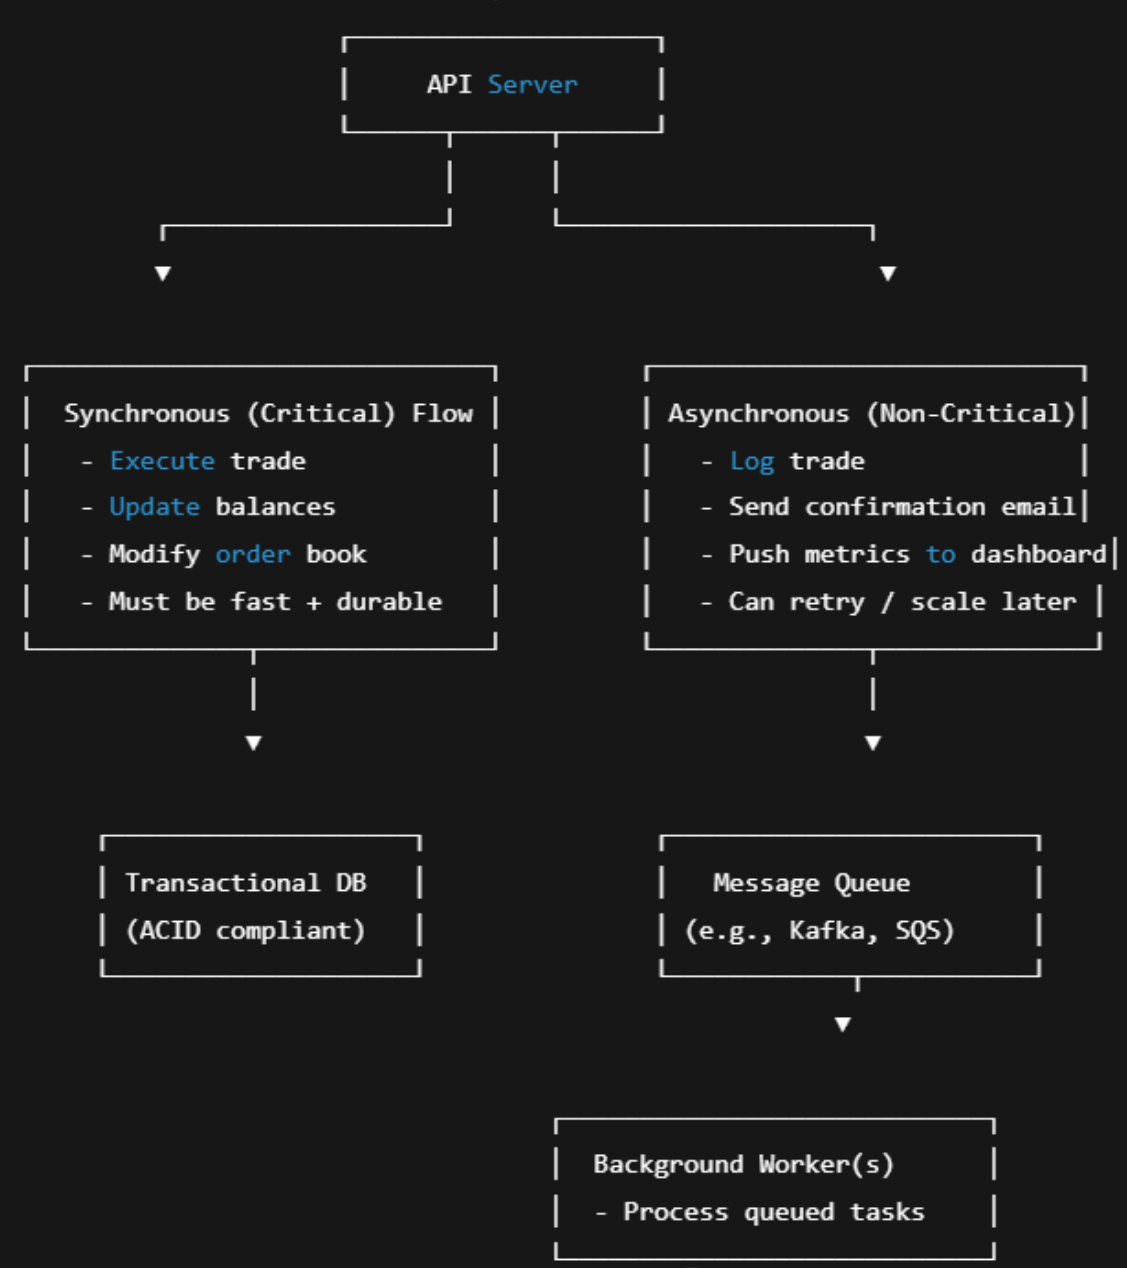 API Server
Synchronous (Critical) Flow
- Execute trade
- Update balances
- Modify order book
- Must be fast + durable
Asynchronous (Non-Critical)
- Log trade
- Send confirmation email
- Push metrics to dashboard
- Can retry / scale later
Transactional DB
(ACID compliant)
Message Queue
(e.g., Kafka, SQS)
Background Worker(s)
- Process queued tasks